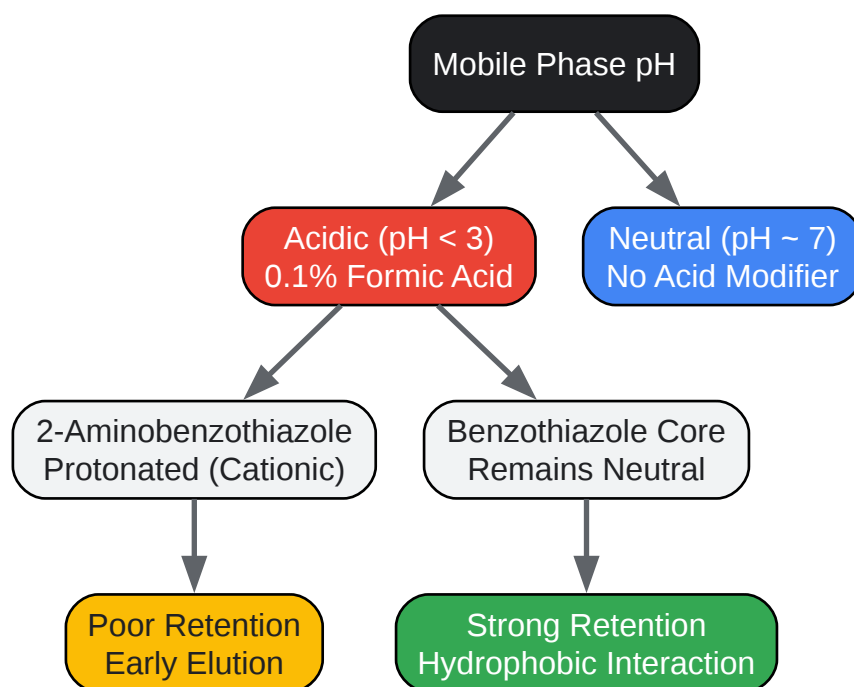 Mobile Phase pH
Acidic (pH < 3)
0.1% Formic Acid
Neutral (pH ~ 7)
No Acid Modifier
2-Aminobenzothiazole
Protonated (Cationic)
Benzothiazole Core
Remains Neutral
Poor Retention
Early Elution
Strong Retention
Hydrophobic Interaction